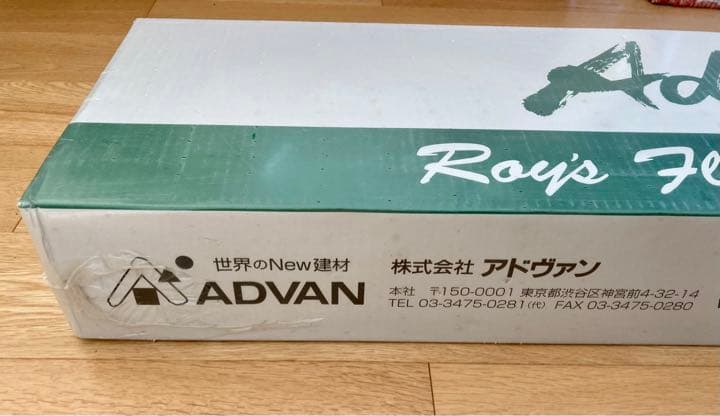 Ad
Roy's Fl
世界のNew建材
ADVAN
株式会社 アドヴァン
本社 〒150-0001 東京都渋谷区神宮前4-32-14
TEL 03-3475-0281(代) FAX 03-3475-0280